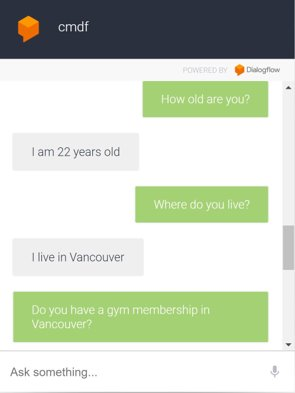 cmdf
POWERED BY Dialogflow
How old are you?
I am 22 years old
Where do you live?
I live in Vancouver
Do you have a gym membership in
Vancouver?
Ask something...